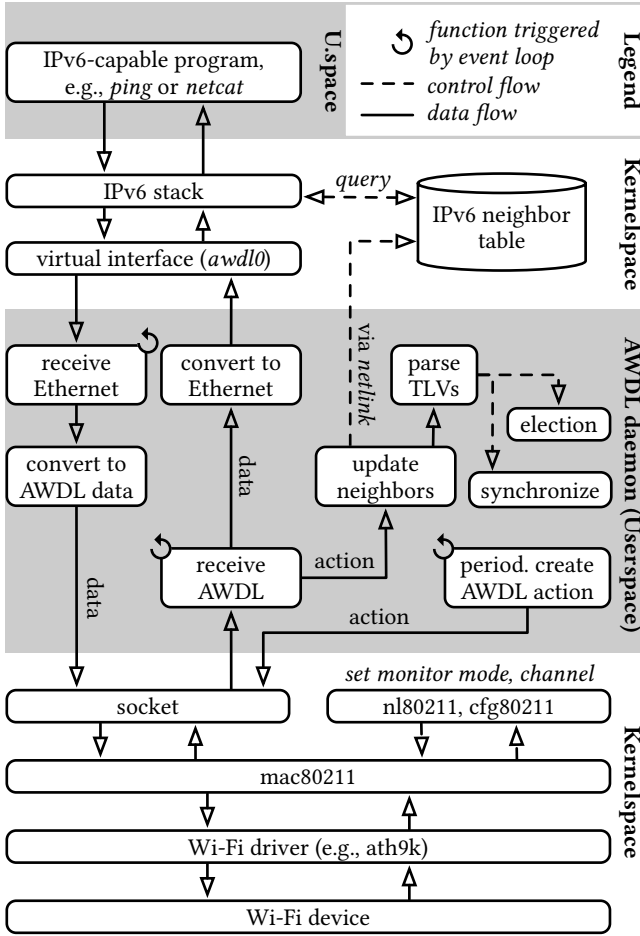 IPv6-capable program,
e.g., ping or netcat
U.space
function triggered
by event loop
control flow
data flow
Legend
IPv6 stack
query
IPv6 neighbor
table
virtual interface (awdl0)
Kernelspace
receive
Ethernet
convert to
Ethernet
via netlink
parse
TLVs
election
convert to
AWDL data
data
update
neighbors
synchronize
receive
AWDL
action
period. create
AWDL action
data
action
AWDL daemon (Userspace)
set monitor mode, channel
socket
nl80211, cfg80211
mac80211
Wi-Fi driver (e.g., ath9k)
Wi-Fi device
Kernelspace